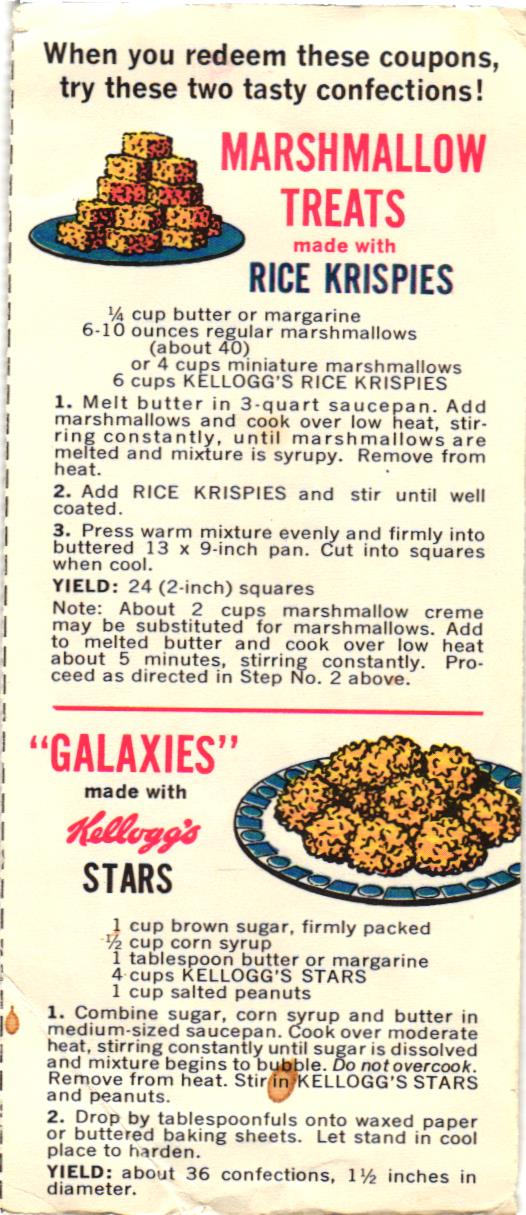 When you redeem these coupons,
try these two tasty confections!
MARSHMALLOW
TREATS
made with
RICE KRISPIES
¼ cup butter or margarine
6-10 ounces regular marshmallows
(about 40)
or 4 cups miniature marshmallows
6 cups KELLOGG'S RICE KRISPIES
1. Melt butter in 3-quart saucepan. Add
marshmallows and cook over low heat, stir-
ring constantly, until marshmallows are
melted and mixture is syrupy. Remove from
heat.
2. Add RICE KRISPIES and stir until well
coated.
3. Press warm mixture evenly and firmly into
buttered 13 x 9-inch pan. Cut into squares
when cool.
YIELD: 24 (2-inch) squares
Note: About 2 cups marshmallow creme
may be substituted for marshmallows. Add
to melted butter and cook over low heat
about 5 minutes, stirring constantly. Pro-
ceed as directed in Step No. 2 above.
"GALAXIES"
made with
Kellogg's
STARS
1 cup brown sugar, firmly packed
½ cup corn syrup
1 tablespoon butter or margarine
4 cups KELLOGG'S STARS
1 cup salted peanuts
1. Combine sugar, corn syrup and butter in
medium-sized saucepan. Cook over moderate
heat, stirring constantly until sugar is dissolved
and mixture begins to bubble. Do not overcook.
Remove from heat. Stir in KELLOGG'S STARS
and peanuts.
2. Drop by tablespoonfuls onto waxed paper
or buttered baking sheets. Let stand in cool
place to harden.
YIELD: about 36 confections, 1½ inches in
diameter.